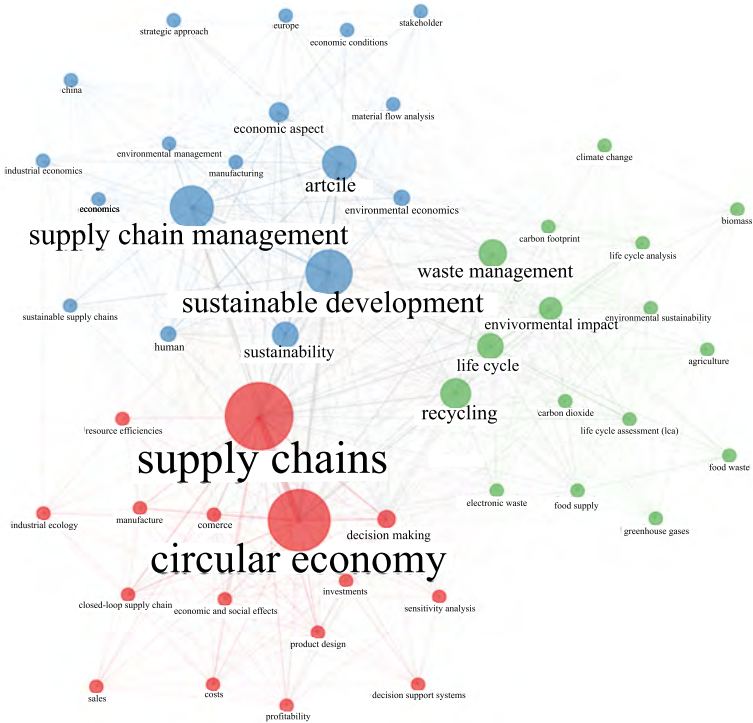 stakeholder
strategic approach
europe
economic conditions
china
material flow analysis
economic aspect
climate change
environmental management
industrial economics
manufacturing
artcile
economics
environmental economics
biomass
supply chain management
carbon footprint
life cycle analysis
waste management
sustainable development
sustainable supply chains
envivormental impact
environmental sustainability
human
sustainability
life cycle
agriculture
recycling
carbon dioxide
resource efficiencies
life cycle assessment (lca)
supply chains
food waste
electronic waste
food supply
industrial ecology
manufacture
comerce
decision making
greenhouse gases
circular economy
investments
closed-loop supply chain
economic and social effects
sensitivity analysis
product design
sales
costs
decision support systems
profitability